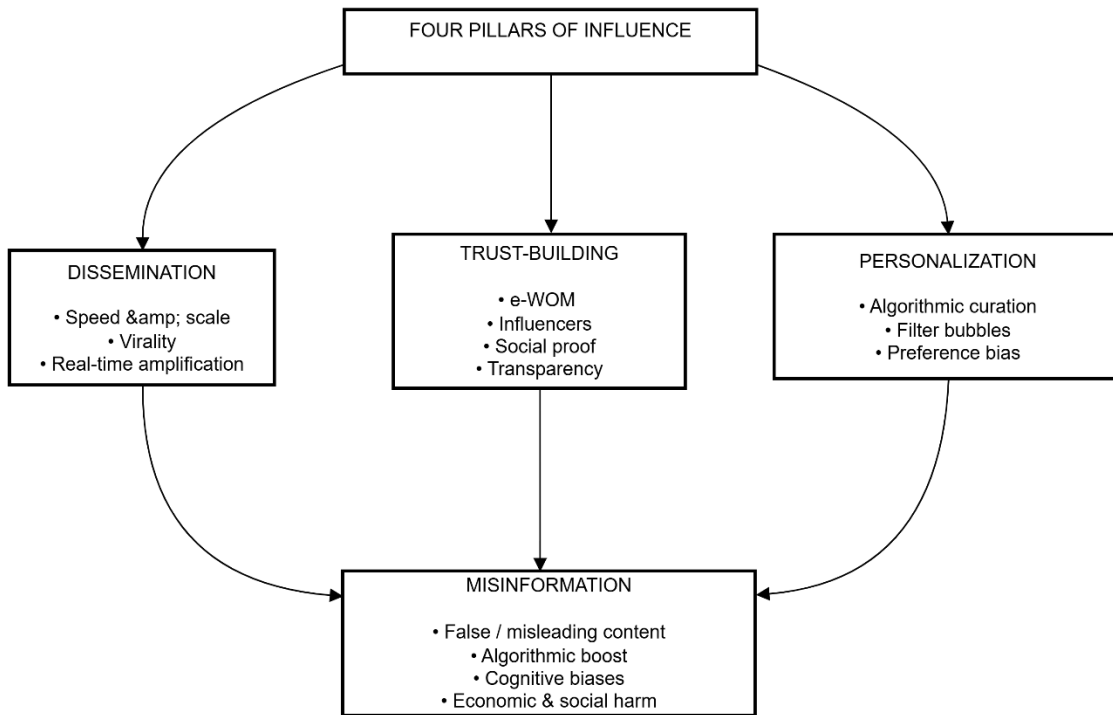 FOUR PILLARS OF INFLUENCE
DISSEMINATION
• Speed &amp; scale
• Virality
• Real-time amplification
TRUST-BUILDING
• e-WOM
• Influencers
• Social proof
• Transparency
PERSONALIZATION
• Algorithmic curation
• Filter bubbles
• Preference bias
MISINFORMATION
• False / misleading content
• Algorithmic boost
• Cognitive biases
• Economic & social harm